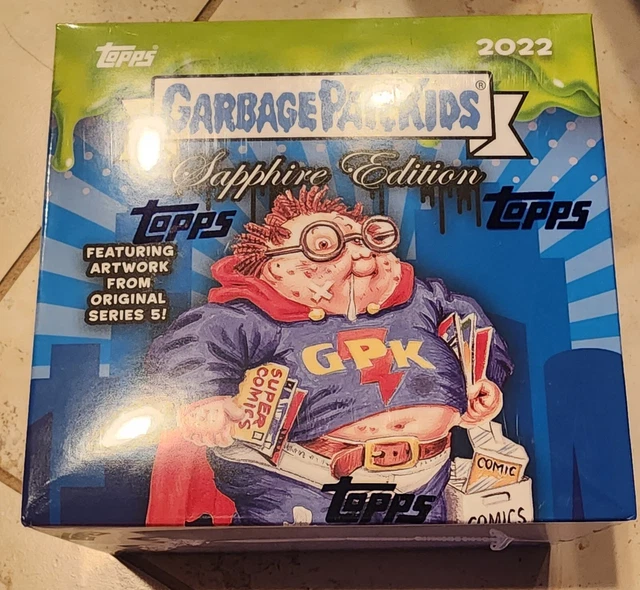 Topps
2022
GARBAGE PAIL KIDS®
Sapphire Edition
Topps
Topps
FEATURING
ARTWORK
FROM
ORIGINAL
SERIES 5!
GPK
SUPER
COMICS
COMIC
COMICS
Topps